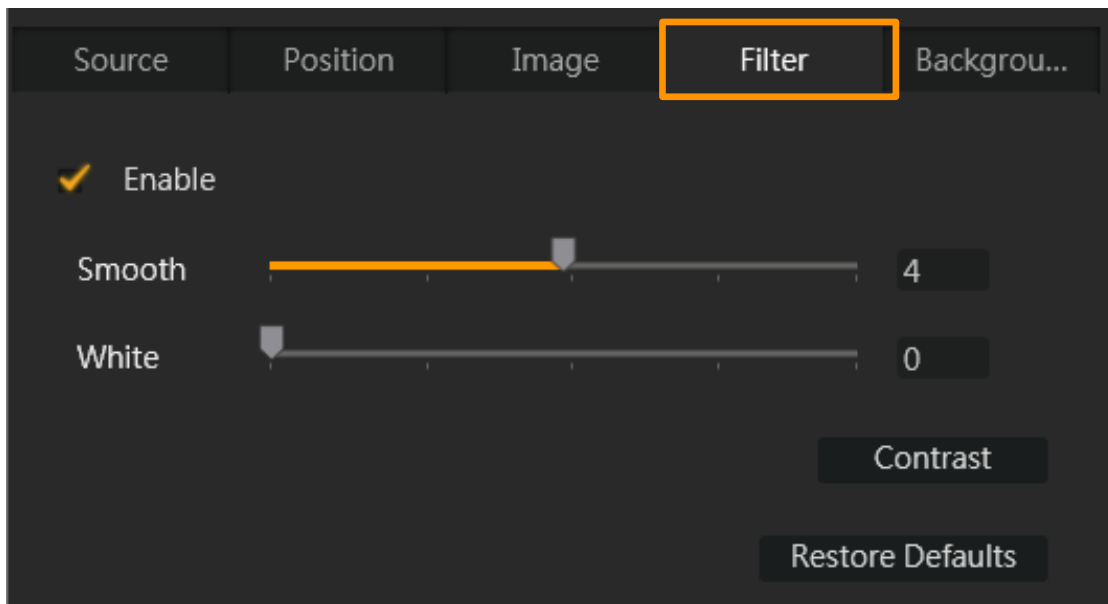 Source Position Image Filter Backgrou...
Enable
Smooth 4
White 0
Contrast
Restore Defaults